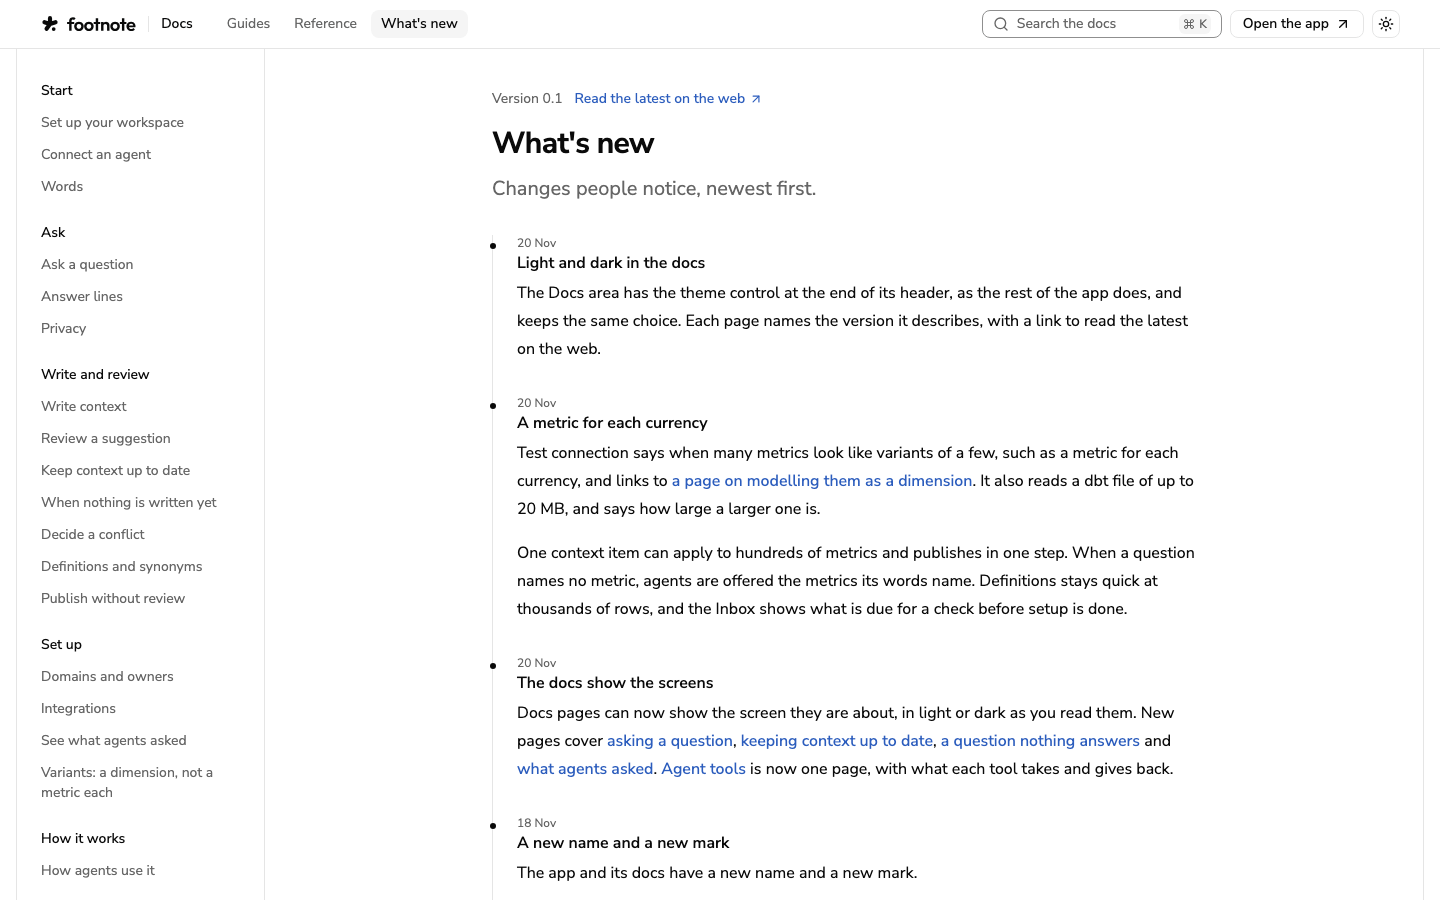 footnote
Docs
Guides
Reference
What's new
Search the docs
⌘ K
Open the app
Start
Set up your workspace
Connect an agent
Words
Ask
Ask a question
Answer lines
Privacy
Write and review
Write context
Review a suggestion
Keep context up to date
When nothing is written yet
Decide a conflict
Definitions and synonyms
Publish without review
Set up
Domains and owners
Integrations
See what agents asked
Variants: a dimension, not a
metric each
How it works
How agents use it
Version 0.1 Read the latest on the web
What's new
Changes people notice, newest first.
20 Nov
Light and dark in the docs
The Docs area has the theme control at the end of its header, as the rest of the app does, and
keeps the same choice. Each page names the version it describes, with a link to read the latest
on the web.
20 Nov
A metric for each currency
Test connection says when many metrics look like variants of a few, such as a metric for each
currency, and links to a page on modelling them as a dimension. It also reads a dbt file of up to
20 MB, and says how large a larger one is.
One context item can apply to hundreds of metrics and publishes in one step. When a question
names no metric, agents are offered the metrics its words name. Definitions stays quick at
thousands of rows, and the Inbox shows what is due for a check before setup is done.
20 Nov
The docs show the screens
Docs pages can now show the screen they are about, in light or dark as you read them. New
pages cover asking a question, keeping context up to date, a question nothing answers and
what agents asked. Agent tools is now one page, with what each tool takes and gives back.
18 Nov
A new name and a new mark
The app and its docs have a new name and a new mark.